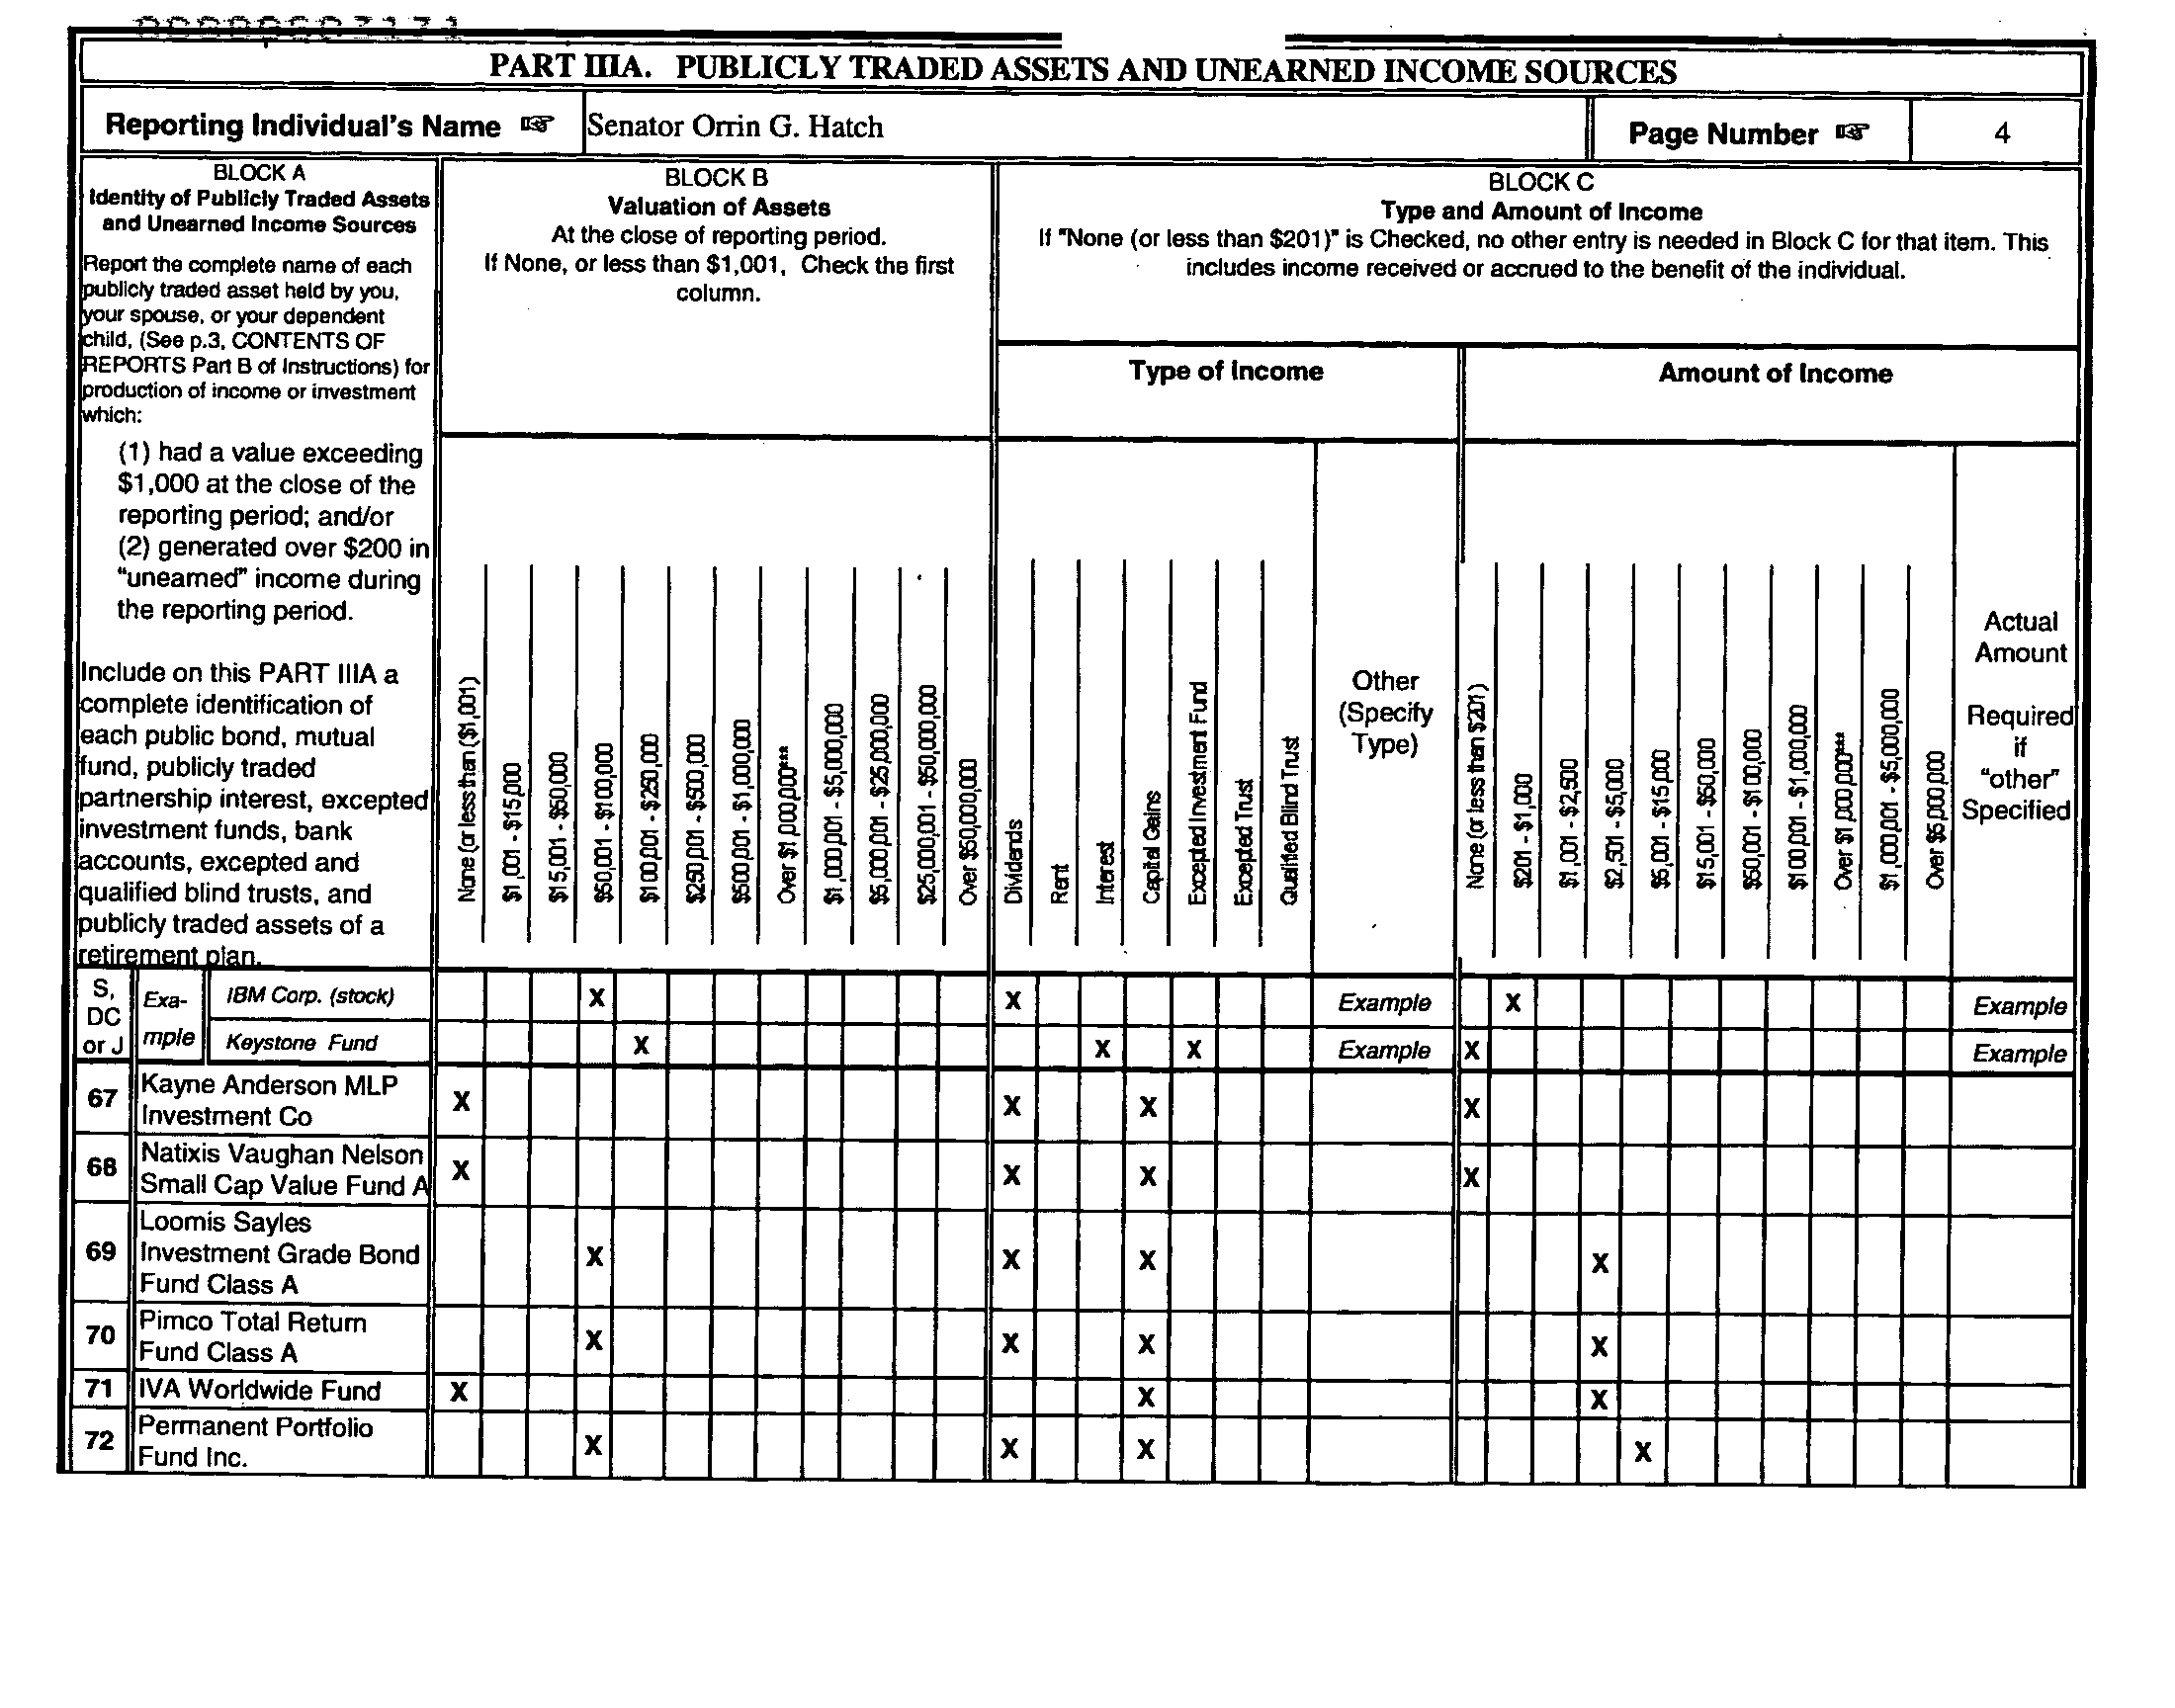 PART IIIA. PUBLICLY TRADED ASSETS AND UNEARNED INCOME SOURCES
Reporting Individual's Name ☞ Senator Orrin G. Hatch Page Number ☞ 4
BLOCK A
Identity of Publicly Traded Assets
and Unearned Income Sources
Report the complete name of each
publicly traded asset held by you,
your spouse, or your dependent
child, (See p.3, CONTENTS OF
REPORTS Part B of Instructions) for
production of income or investment
which:
(1) had a value exceeding
$1,000 at the close of the
reporting period; and/or
(2) generated over $200 in
"unearned" income during
the reporting period.
Include on this PART IIIA a
complete identification of
each public bond, mutual
fund, publicly traded
partnership interest, excepted
investment funds, bank
accounts, excepted and
qualified blind trusts, and
publicly traded assets of a
retirement plan.
BLOCK B
Valuation of Assets
At the close of reporting period.
If None, or less than $1,001, Check the first
column.
None (or less than ($1,001)
$1,001 - $15,000
$15,001 - $50,000
$50,001 - $100,000
$100,001 - $250,000
$250,001 - $500,000
$500,001 - $1,000,000
Over $1,000,000***
$1,000,001 - $5,000,000
$5,000,001 - $25,000,000
$25,000,001 - $50,000,000
Over $50,000,000
BLOCK C
Type and Amount of Income
If "None (or less than $201)" is Checked, no other entry is needed in Block C for that item. This
includes income received or accrued to the benefit of the individual.
Type of Income
Dividends
Rent
Interest
Capital Gains
Excepted Investment Fund
Excepted Trust
Qualified Blind Trust
Other
(Specify
Type)
Amount of Income
None (or less then $201)
$201 - $1,000
$1,001 - $2,500
$2,501 - $5,000
$5,001 - $15,000
$15,001 - $50,000
$50,001 - $100,000
$100,001 - $1,000,000
Over $1,000,000***
$1,000,001 - $5,000,000
Over $5,000,000
Actual
Amount
Required
if
"other"
Specified
S,
DC
or J
Exa-
mple
IBM Corp. (stock) X X Example X Example
Keystone Fund X X X Example X Example
67 Kayne Anderson MLP
Investment Co X X X X
68 Natixis Vaughan Nelson
Small Cap Value Fund A X X X X
69 Loomis Sayles
Investment Grade Bond
Fund Class A X X X X
70 Pimco Total Return
Fund Class A X X X X
71 IVA Worldwide Fund X X X
72 Permanent Portfolio
Fund Inc. X X X X